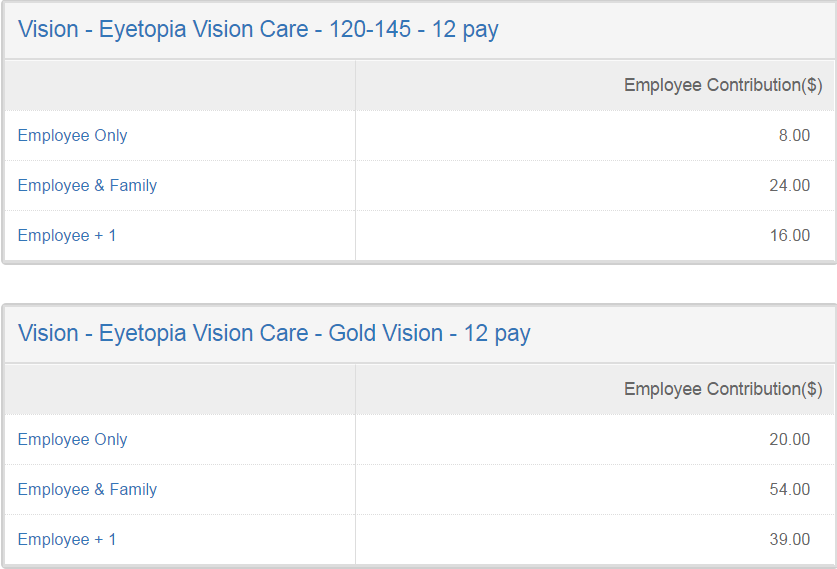 Vision - Eyetopia Vision Care - 120-145 - 12 pay
Employee Contribution($)
Employee Only 8.00
Employee & Family 24.00
Employee + 1 16.00
Vision - Eyetopia Vision Care - Gold Vision - 12 pay
Employee Contribution($)
Employee Only 20.00
Employee & Family 54.00
Employee + 1 39.00